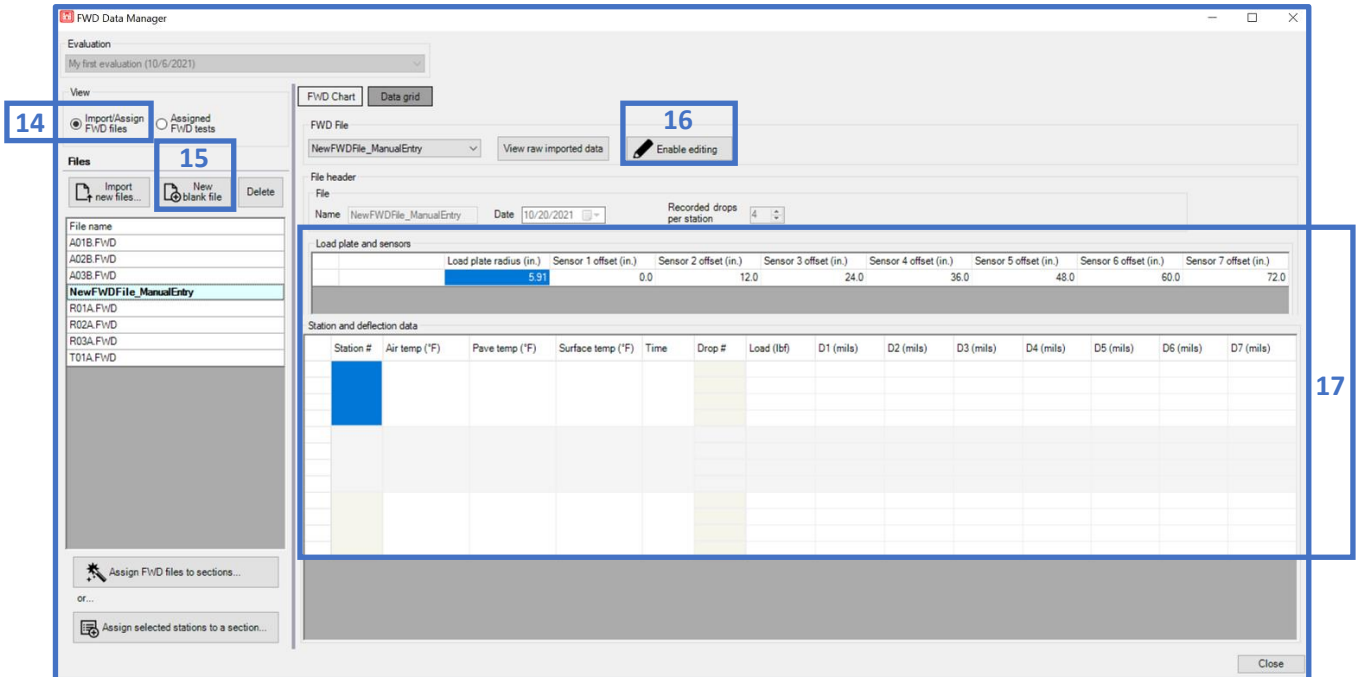 FWD Data Manager
Evaluation
My first evaluation (10/6/2021)
View
FWD Chart Data grid
14
Import/Assign FWD files
Assigned FWD tests
16
FWD File
NewFWDFile_ManualEntry View raw imported data Enable editing
15
Files
Import new files...
New blank file
Delete
File header
File
Name NewFWDFile_ManualEntry Date 10/20/2021 Recorded drops per station 4
File name
A01B.FWD
A02B.FWD
A03B.FWD
NewFWDFile_ManualEntry
R01A.FWD
R02A.FWD
R03A.FWD
T01A.FWD
Load plate and sensors
Load plate radius (in.) Sensor 1 offset (in.) Sensor 2 offset (in.) Sensor 3 offset (in.) Sensor 4 offset (in.) Sensor 5 offset (in.) Sensor 6 offset (in.) Sensor 7 offset (in.)
5.91 0.0 12.0 24.0 36.0 48.0 60.0 72.0
Station and deflection data
Station # Air temp (°F) Pave temp (°F) Surface temp (°F) Time Drop # Load (lbf) D1 (mils) D2 (mils) D3 (mils) D4 (mils) D5 (mils) D6 (mils) D7 (mils)
17
Assign FWD files to sections...
or...
Assign selected stations to a section...
Close